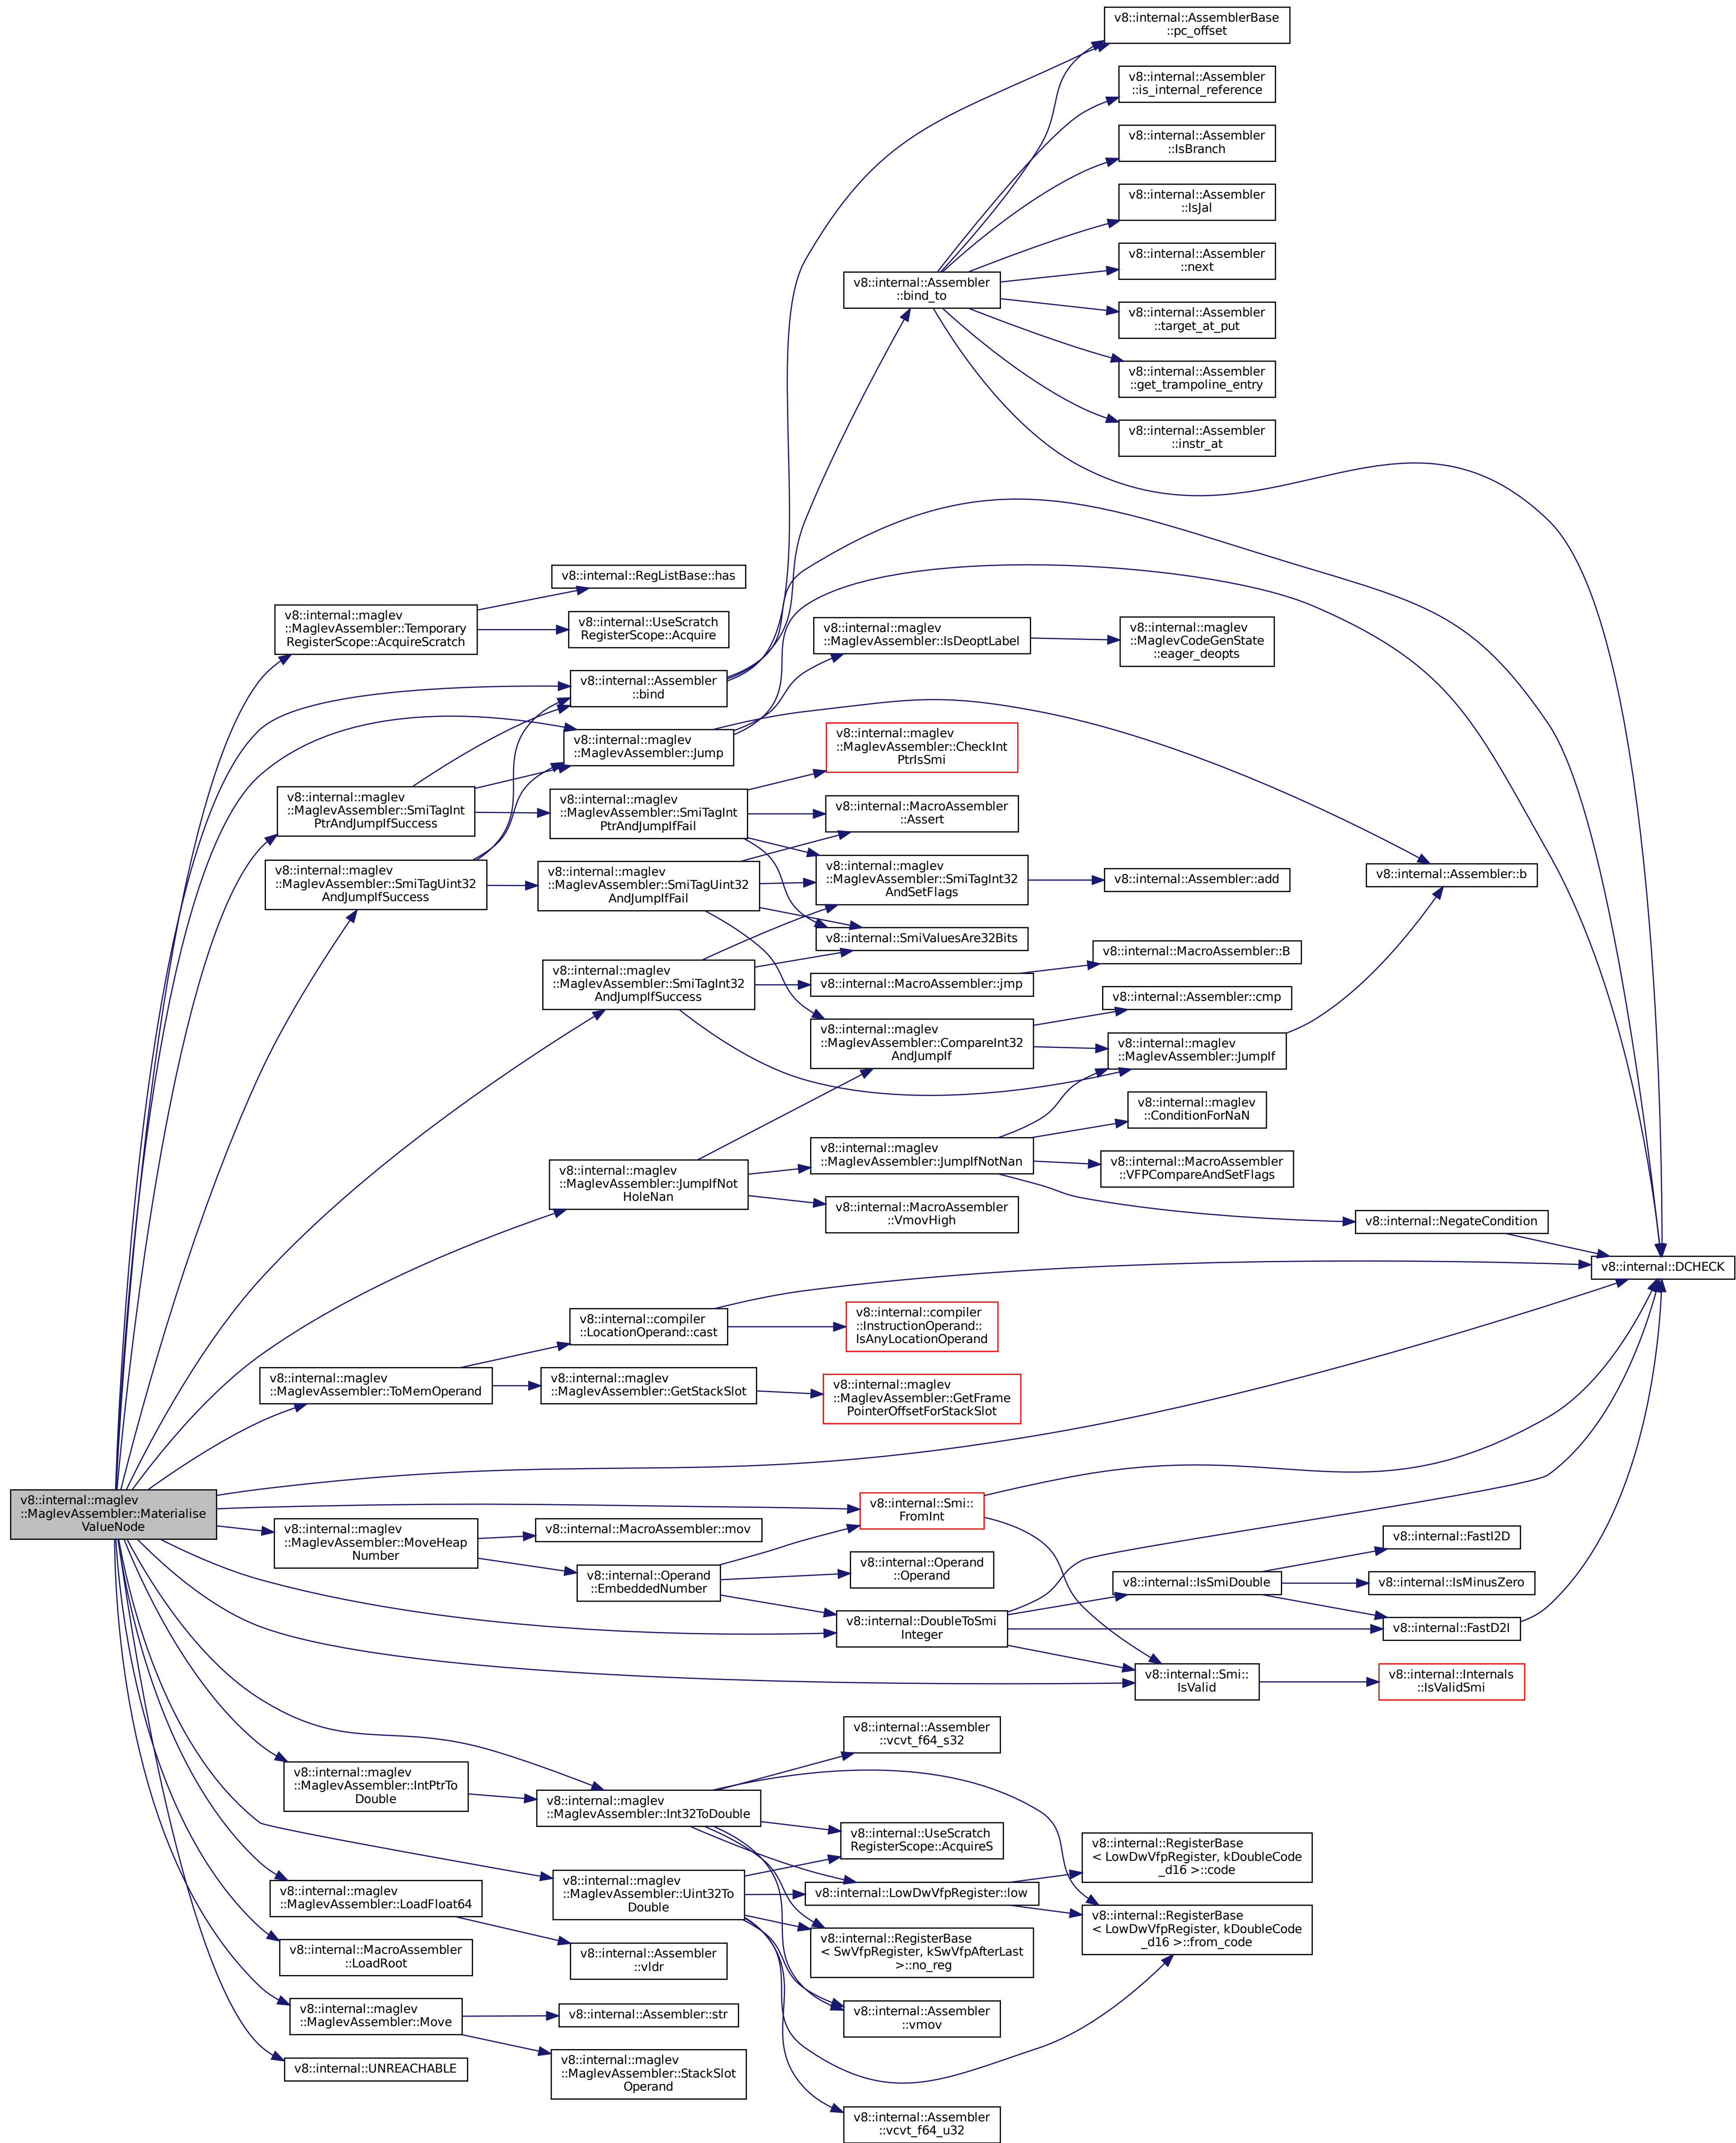 v8::internal::AssemblerBase
::pc_offset
v8::internal::Assembler
::is_internal_reference
v8::internal::Assembler
::IsBranch
v8::internal::Assembler
::IsJal
v8::internal::Assembler
::next
v8::internal::Assembler
::bind_to
v8::internal::Assembler
::target_at_put
v8::internal::Assembler
::get_trampoline_entry
v8::internal::Assembler
::instr_at
v8::internal::RegListBase::has
v8::internal::maglev
::MaglevAssembler::Temporary
RegisterScope::AcquireScratch
v8::internal::UseScratch
RegisterScope::Acquire
v8::internal::maglev
::MaglevAssembler::IsDeoptLabel
v8::internal::maglev
::MaglevCodeGenState
::eager_deopts
v8::internal::Assembler
::bind
v8::internal::maglev
::MaglevAssembler::Jump
v8::internal::maglev
::MaglevAssembler::CheckInt
PtrIsSmi
v8::internal::maglev
::MaglevAssembler::SmiTagInt
PtrAndJumpIfSuccess
v8::internal::maglev
::MaglevAssembler::SmiTagInt
PtrAndJumpIfFail
v8::internal::MacroAssembler
::Assert
v8::internal::maglev
::MaglevAssembler::SmiTagUint32
AndJumpIfSuccess
v8::internal::maglev
::MaglevAssembler::SmiTagUint32
AndJumpIfFail
v8::internal::maglev
::MaglevAssembler::SmiTagInt32
AndSetFlags
v8::internal::Assembler::add
v8::internal::Assembler::b
v8::internal::SmiValuesAre32Bits
v8::internal::MacroAssembler::B
v8::internal::maglev
::MaglevAssembler::SmiTagInt32
AndJumpIfSuccess
v8::internal::MacroAssembler::jmp
v8::internal::Assembler::cmp
v8::internal::maglev
::MaglevAssembler::CompareInt32
AndJumpIf
v8::internal::maglev
::MaglevAssembler::JumpIf
v8::internal::maglev
::ConditionForNaN
v8::internal::maglev
::MaglevAssembler::JumpIfNotNan
v8::internal::MacroAssembler
::VFPCompareAndSetFlags
v8::internal::maglev
::MaglevAssembler::JumpIfNot
HoleNan
v8::internal::MacroAssembler
::VmovHigh
v8::internal::NegateCondition
v8::internal::DCHECK
v8::internal::compiler
::LocationOperand::cast
v8::internal::compiler
::InstructionOperand::
IsAnyLocationOperand
v8::internal::maglev
::MaglevAssembler::ToMemOperand
v8::internal::maglev
::MaglevAssembler::GetStackSlot
v8::internal::maglev
::MaglevAssembler::GetFrame
PointerOffsetForStackSlot
v8::internal::maglev
::MaglevAssembler::Materialise
ValueNode
v8::internal::Smi::
FromInt
v8::internal::maglev
::MaglevAssembler::MoveHeap
Number
v8::internal::MacroAssembler::mov
v8::internal::Operand
::EmbeddedNumber
v8::internal::Operand
::Operand
v8::internal::FastI2D
v8::internal::IsSmiDouble
v8::internal::IsMinusZero
v8::internal::DoubleToSmi
Integer
v8::internal::FastD2I
v8::internal::Smi::
IsValid
v8::internal::Internals
::IsValidSmi
v8::internal::Assembler
::vcvt_f64_s32
v8::internal::maglev
::MaglevAssembler::IntPtrTo
Double
v8::internal::maglev
::MaglevAssembler::Int32ToDouble
v8::internal::UseScratch
RegisterScope::AcquireS
v8::internal::RegisterBase
< LowDwVfpRegister, kDoubleCode
_d16 >::code
v8::internal::maglev
::MaglevAssembler::LoadFloat64
v8::internal::maglev
::MaglevAssembler::Uint32To
Double
v8::internal::LowDwVfpRegister::low
v8::internal::RegisterBase
< LowDwVfpRegister, kDoubleCode
_d16 >::from_code
v8::internal::MacroAssembler
::LoadRoot
v8::internal::Assembler
::vldr
v8::internal::RegisterBase
< SwVfpRegister, kSwVfpAfterLast
>::no_reg
v8::internal::maglev
::MaglevAssembler::Move
v8::internal::Assembler::str
v8::internal::Assembler
::vmov
v8::internal::UNREACHABLE
v8::internal::maglev
::MaglevAssembler::StackSlot
Operand
v8::internal::Assembler
::vcvt_f64_u32